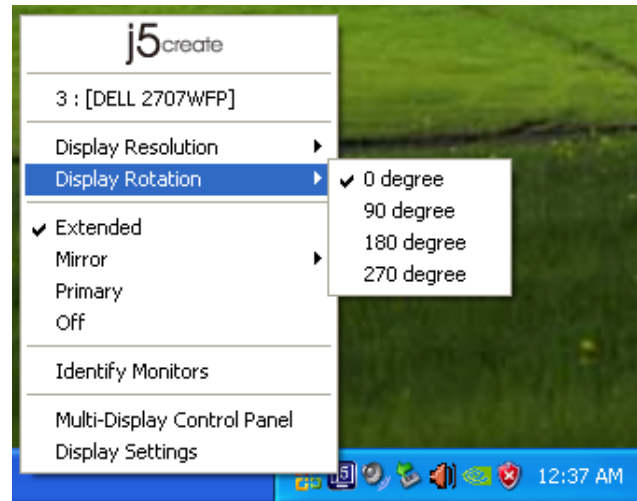 j5create
3 : [DELL 2707WFP]
Display Resolution
Display Rotation
0 degree
90 degree
180 degree
270 degree
Extended
Mirror
Primary
Off
Identify Monitors
Multi-Display Control Panel
Display Settings
j5
12:37 AM